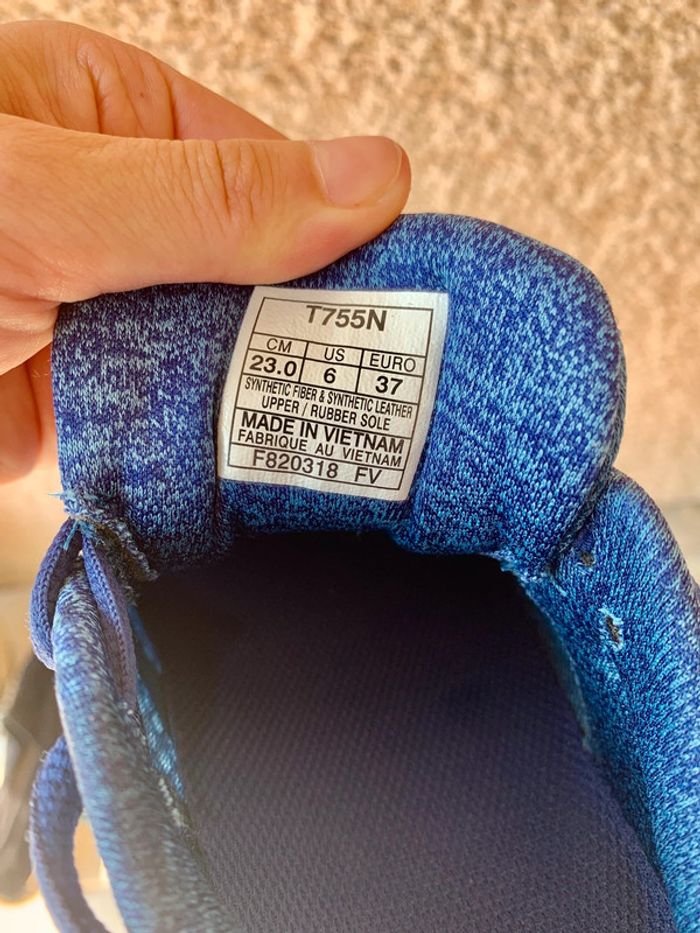 T755N
CM US EURO
23.0 6 37
SYNTHETIC FIBER & SYNTHETIC LEATHER
UPPER / RUBBER SOLE
MADE IN VIETNAM
FABRIQUE AU VIETNAM
F820318 FV